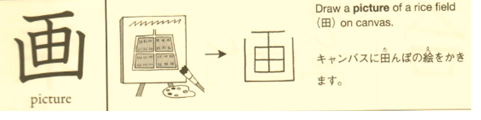 画
picture
画
Draw a picture of a rice field
(田) on canvas.
キャンバスに田んぼの絵をかき
ます。